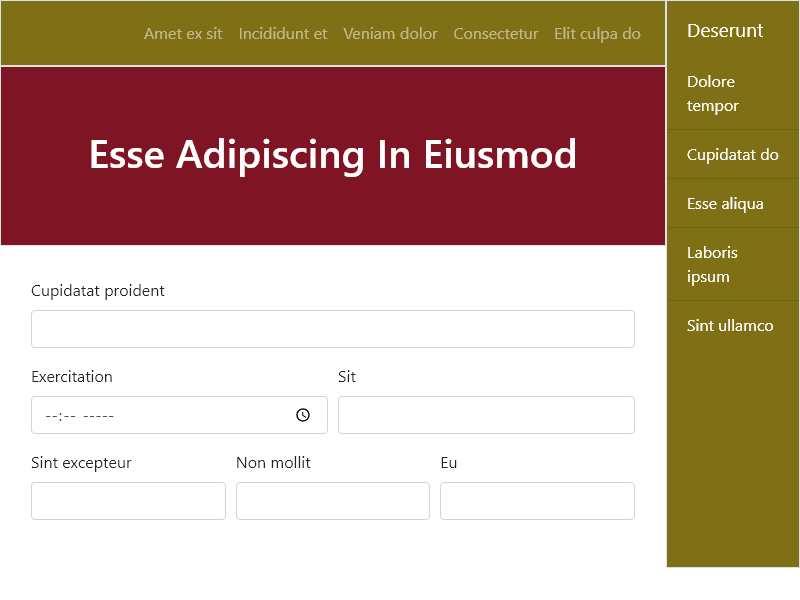 Amet ex sit Incididunt et Veniam dolor Consectetur Elit culpa do
Esse Adipiscing In Eiusmod
Cupidatat proident
Exercitation Sit
--:-- -----
Sint excepteur Non mollit Eu
Deserunt
Dolore
tempor
Cupidatat do
Esse aliqua
Laboris
ipsum
Sint ullamco